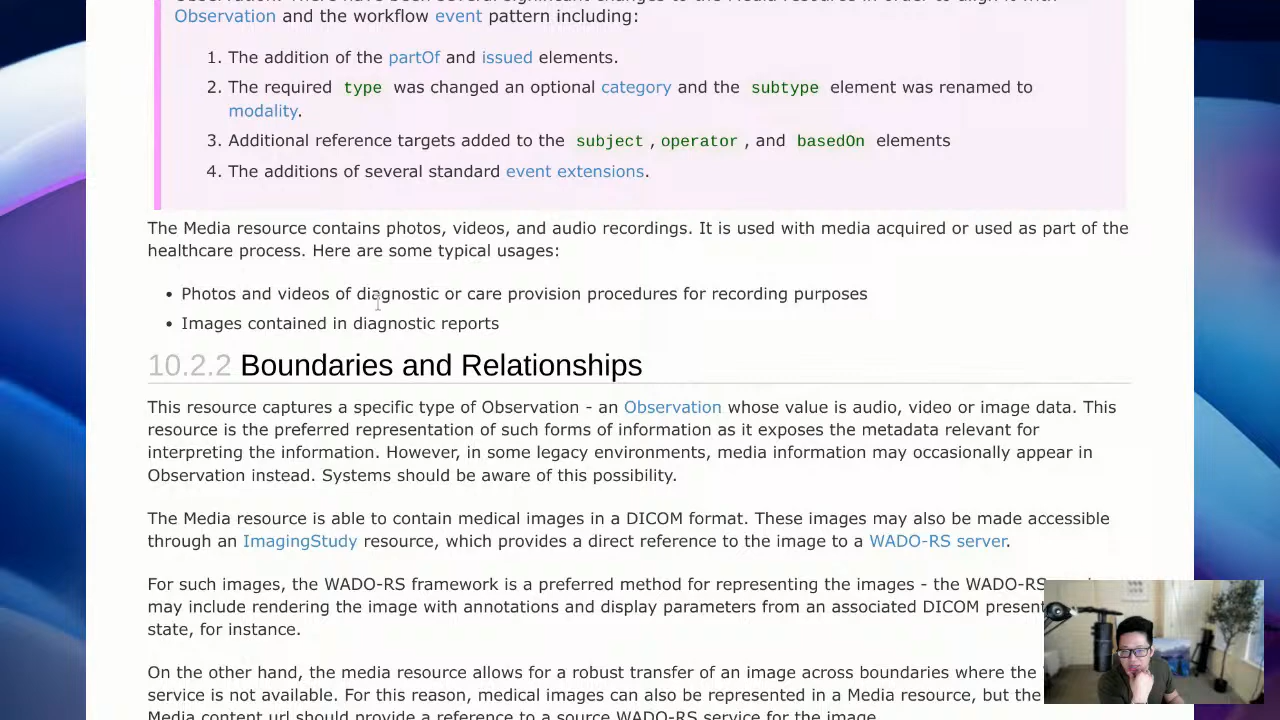 Observation and the workflow event pattern including:
1. The addition of the partOf and issued elements.
2. The required type was changed an optional category and the subtype element was renamed to
modality.
3. Additional reference targets added to the subject , operator , and basedOn elements
4. The additions of several standard event extensions.
The Media resource contains photos, videos, and audio recordings. It is used with media acquired or used as part of the
healthcare process. Here are some typical usages:
• Photos and videos of diagnostic or care provision procedures for recording purposes
• Images contained in diagnostic reports
10.2.2 Boundaries and Relationships
This resource captures a specific type of Observation - an Observation whose value is audio, video or image data. This
resource is the preferred representation of such forms of information as it exposes the metadata relevant for
interpreting the information. However, in some legacy environments, media information may occasionally appear in
Observation instead. Systems should be aware of this possibility.
The Media resource is able to contain medical images in a DICOM format. These images may also be made accessible
through an ImagingStudy resource, which provides a direct reference to the image to a WADO-RS server.
For such images, the WADO-RS framework is a preferred method for representing the images - the WADO-RS
may include rendering the image with annotations and display parameters from an associated DICOM
state, for instance.
On the other hand, the media resource allows for a robust transfer of an image across boundaries where the
service is not available. For this reason, medical images can also be represented in a Media resource, but the
Media content url should provide a reference to a source WADO-RS service for the image.